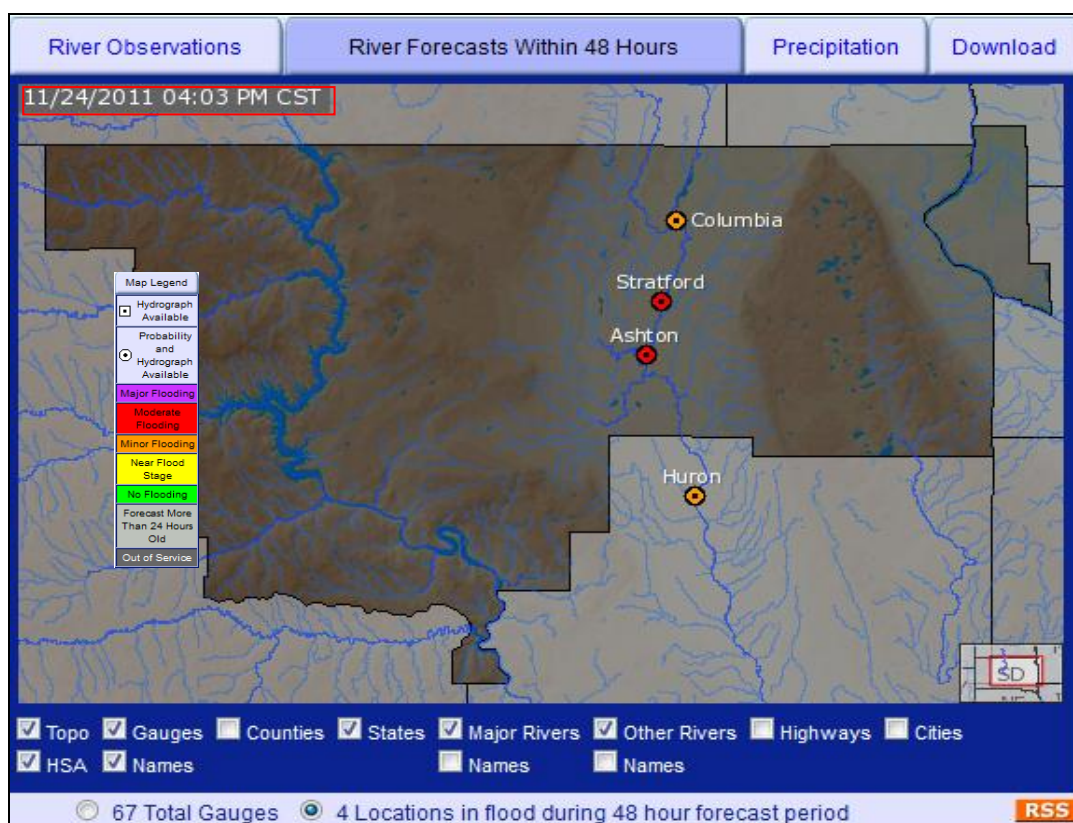 River Observations
River Forecasts Within 48 Hours
Precipitation
Download
11/24/2011 04:03 PM CST
Columbia
Stratford
Ashton
Huron
Map Legend
Hydrograph
Available
Probability
and
Hydrograph
Available
Major Flooding
Moderate
Flooding
Minor Flooding
Near Flood
Stage
No Flooding
Forecast More
Than 24 Hours
Old
Out of Service
SD
Topo Gauges Counties States Major Rivers Other Rivers Highways Cities
HSA Names Names Names
67 Total Gauges 4 Locations in flood during 48 hour forecast period
RSS